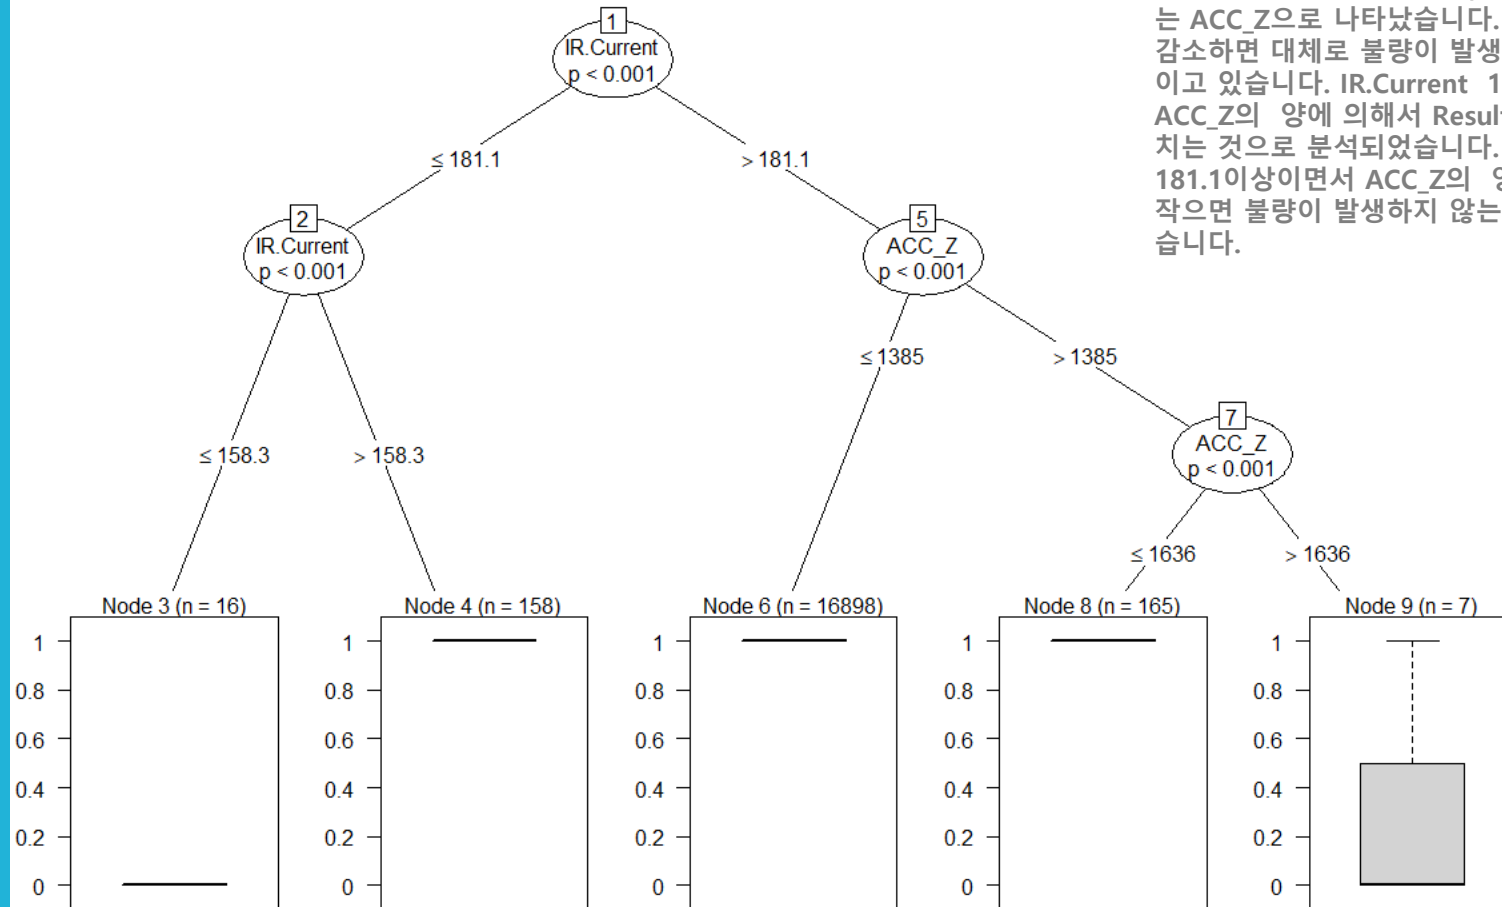 는 ACC_Z으로 나타났습니다.
감소하면 대체로 불량이 발생
이고 있습니다. IR.Current 1
ACC_Z의 양에 의해서 Resul
치는 것으로 분석되었습니다.
181.1이상이면서 ACC_Z의
작으면 불량이 발생하지 않는
습니다.
1
IR.Current
p < 0.001
≤ 181.1
> 181.1
2
IR.Current
p < 0.001
5
ACC_Z
p < 0.001
≤ 1385
> 1385
7
ACC_Z
p < 0.001
≤ 158.3
> 158.3
≤ 1636
> 1636
Node 3 (n = 16)
1
0.8
0.6
0.4
0.2
0
Node 4 (n = 158)
1
0.8
0.6
0.4
0.2
0
Node 6 (n = 16898)
1
0.8
0.6
0.4
0.2
0
Node 8 (n = 165)
1
0.8
0.6
0.4
0.2
0
Node 9 (n = 7)
1
0.8
0.6
0.4
0.2
0